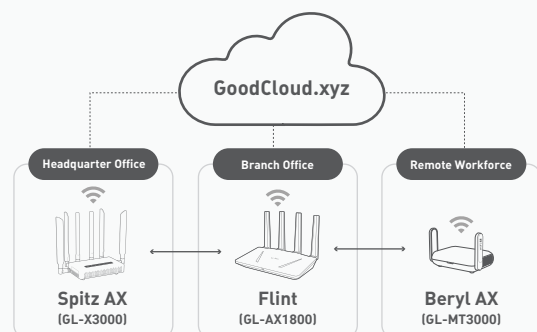 GoodCloud.xyz
Headquarter Office
Branch Office
Remote Workforce
Spitz AX
(GL-X3000)
Flint
(GL-AX1800)
Beryl AX
(GL-MT3000)